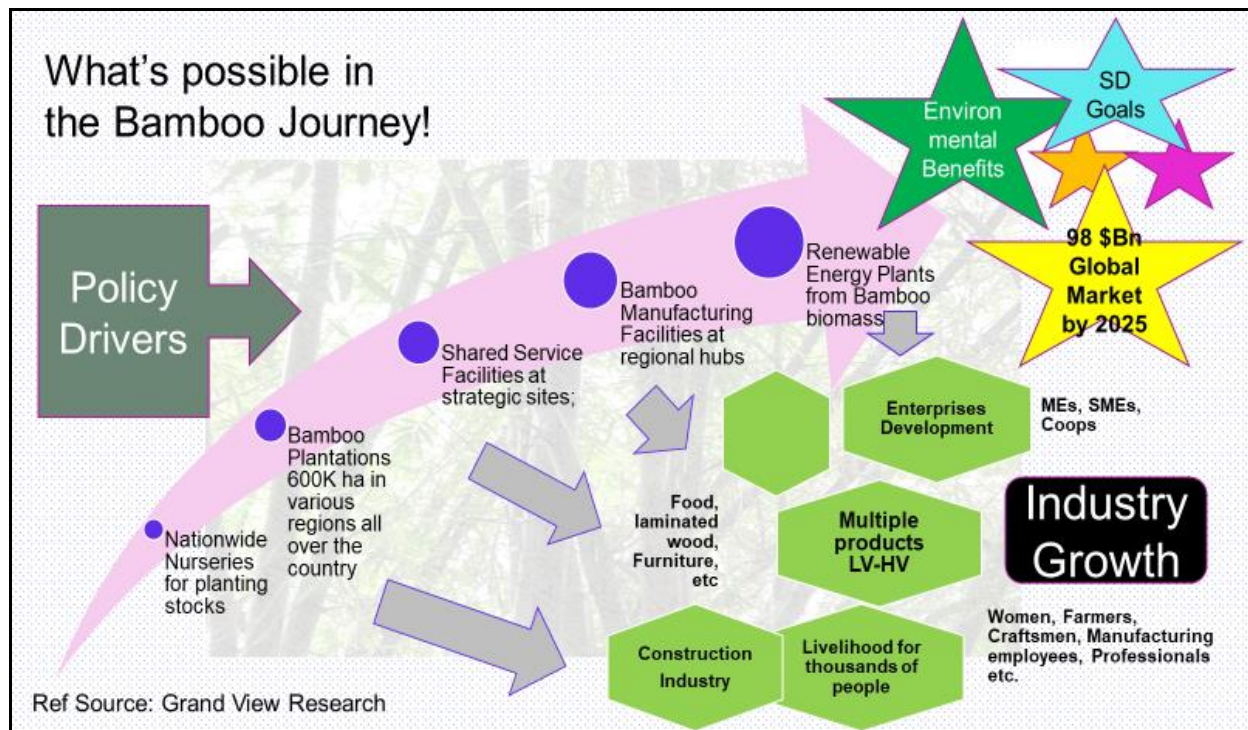 What's possible in
the Bamboo Journey!
Policy
Drivers
Nationwide
Nurseries
for planting
stocks
Bamboo
Plantations
600K ha in
various
regions all
over the
country
Shared Service
Facilities at
strategic sites;
Bamboo
Manufacturing
Facilities at
regional hubs
Renewable
Energy Plants
from Bamboo
biomass
Environ
mental
Benefits
SD
Goals
98 $Bn
Global
Market
by 2025
Enterprises
Development
MEs, SMEs,
Coops
Food,
laminated
wood,
Furniture,
etc
Multiple
products
LV-HV
Industry
Growth
Construction
Industry
Livelihood for
thousands of
people
Women, Farmers,
Craftsmen, Manufacturing
employees, Professionals
etc.
Ref Source: Grand View Research